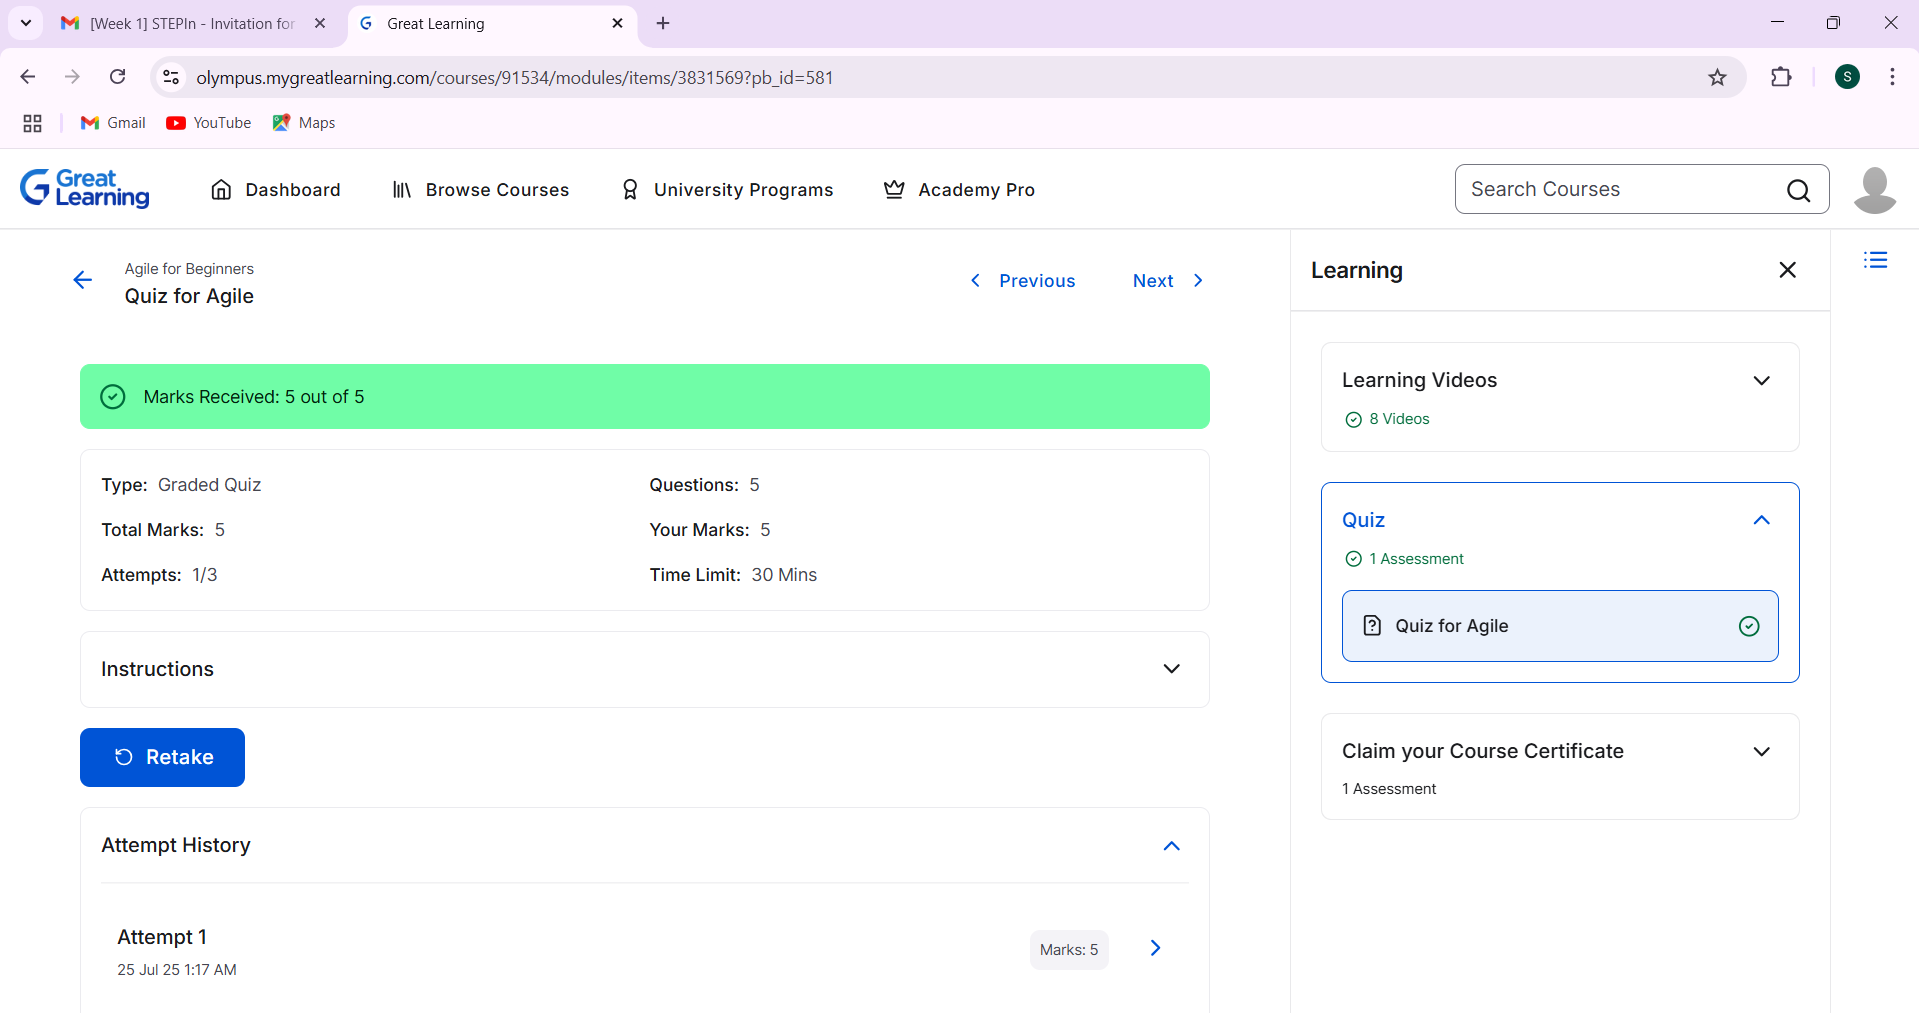 [Week 1] STEPIn - Invitation for
Great Learning
olympus.mygreatlearning.com/courses/91534/modules/items/3831569?pb_id=581
S
Gmail
YouTube
Maps
Great Learning
Dashboard
Browse Courses
University Programs
Academy Pro
Search Courses
Agile for Beginners
Quiz for Agile
Previous
Next
Marks Received: 5 out of 5
Type: Graded Quiz
Questions: 5
Total Marks: 5
Your Marks: 5
Attempts: 1/3
Time Limit: 30 Mins
Instructions
Retake
Attempt History
Attempt 1
25 Jul 25 1:17 AM
Marks: 5
Learning
Learning Videos
8 Videos
Quiz
1 Assessment
Quiz for Agile
Claim your Course Certificate
1 Assessment